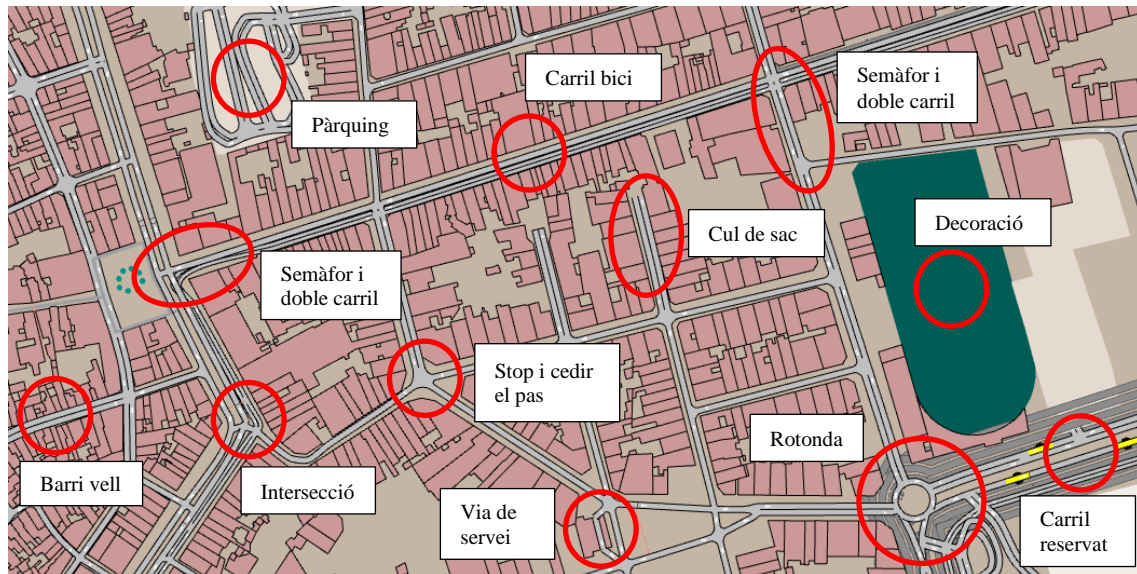 Carril bici
Semàfor i
doble carril
Pàrquing
Cul de sac
Decoració
Semàfor i
doble carril
Stop i cedir
el pas
Rotonda
Barri vell
Intersecció
Via de
servei
Carril
reservat